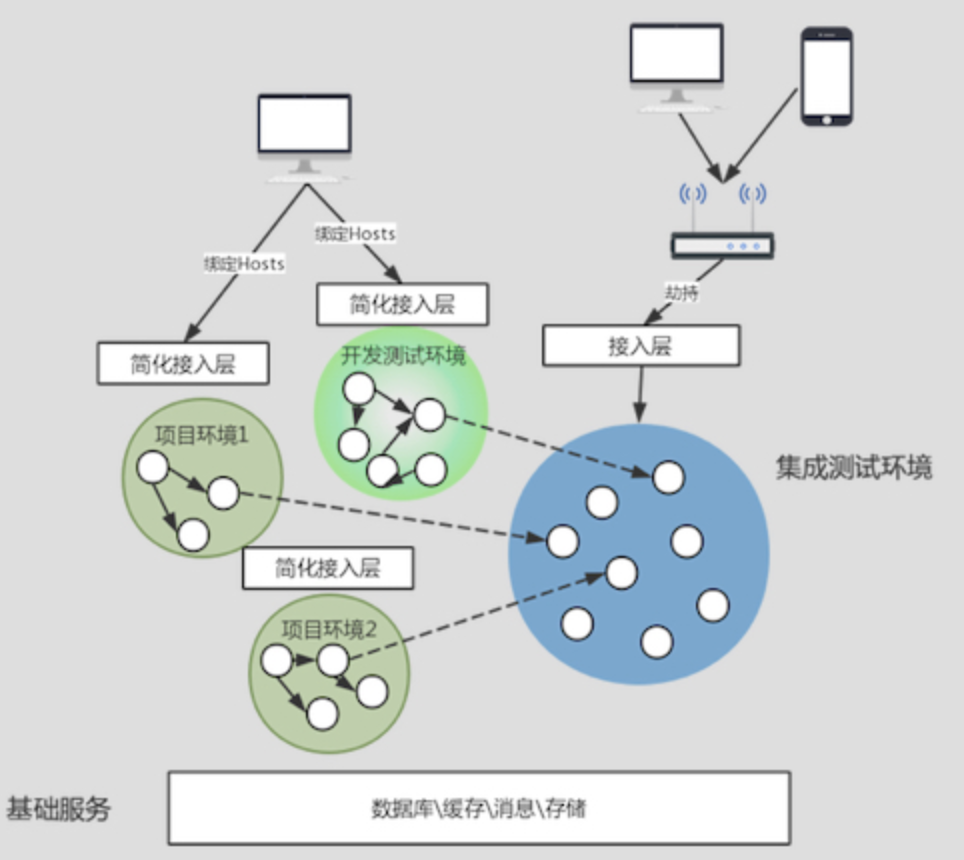 绑定Hosts
绑定Hosts
劫持
简化接入层
接入层
简化接入层
开发测试环境
项目环境1
集成测试环境
简化接入层
项目环境2
基础服务
数据库\缓存\消息\存储